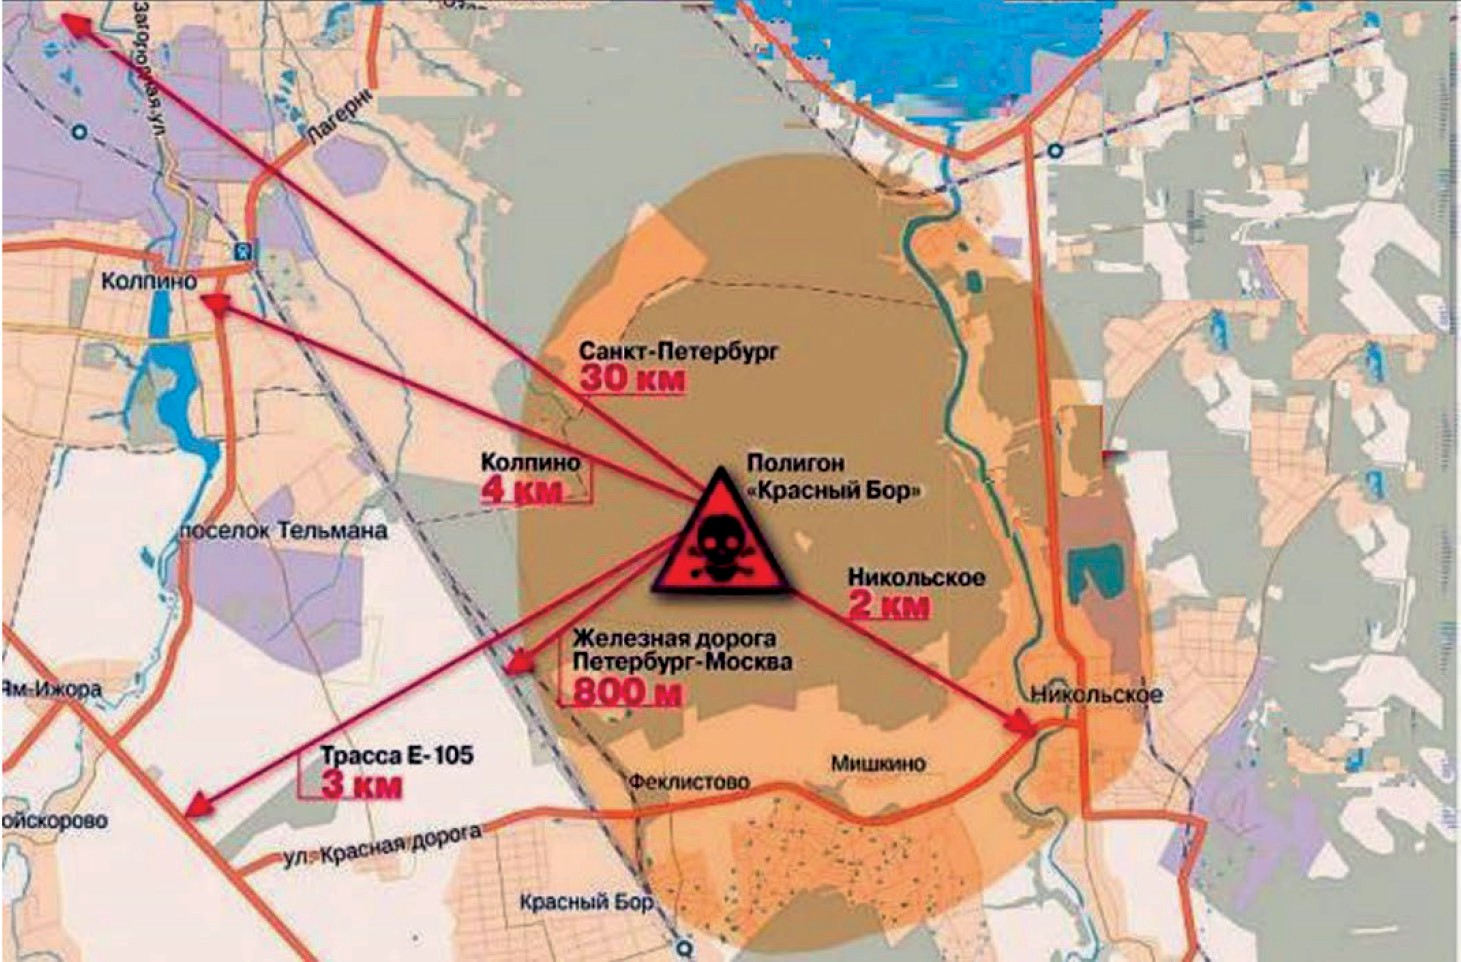 Загородная ул.
Лагерн
Колпино
Санкт-Петербург
30 км
Колпино
4 км
Полигон
«Красный Бор»
поселок Тельмана
Никольское
2 км
Железная дорога
Петербург-Москва
800 м
Ям-Ижора
Никольское
Трасса Е-105
3 км
Феклистово
Мишкино
ойскорово
ул. Красная дорога
Красный Бор